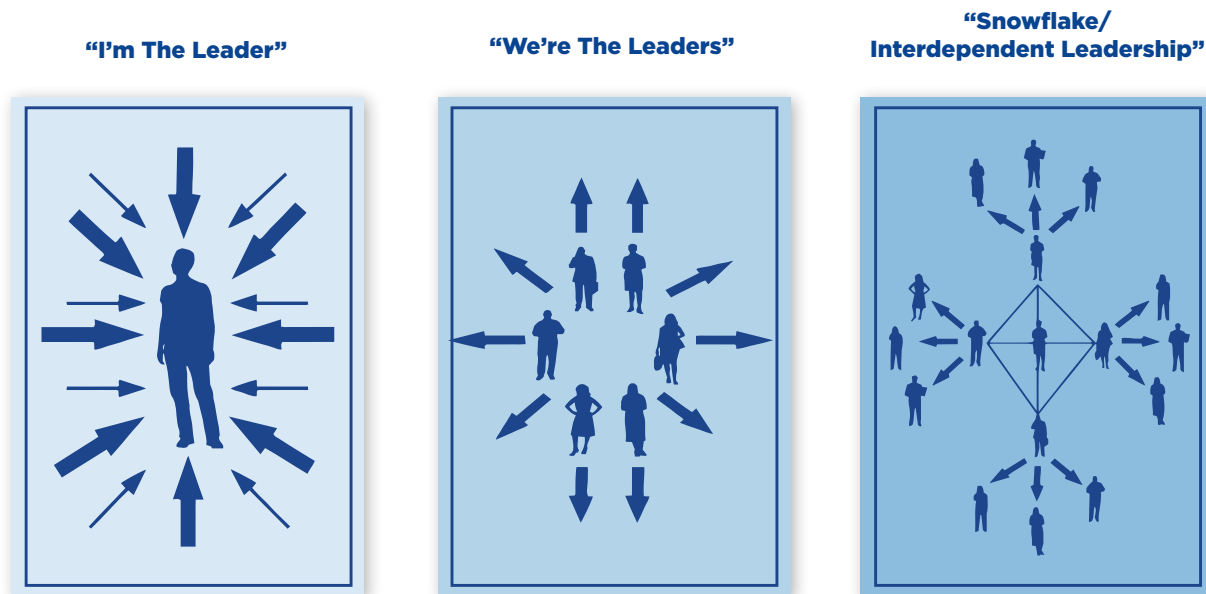 “I’m The Leader”
“We’re The Leaders”
“Snowflake/
Interdependent Leadership”